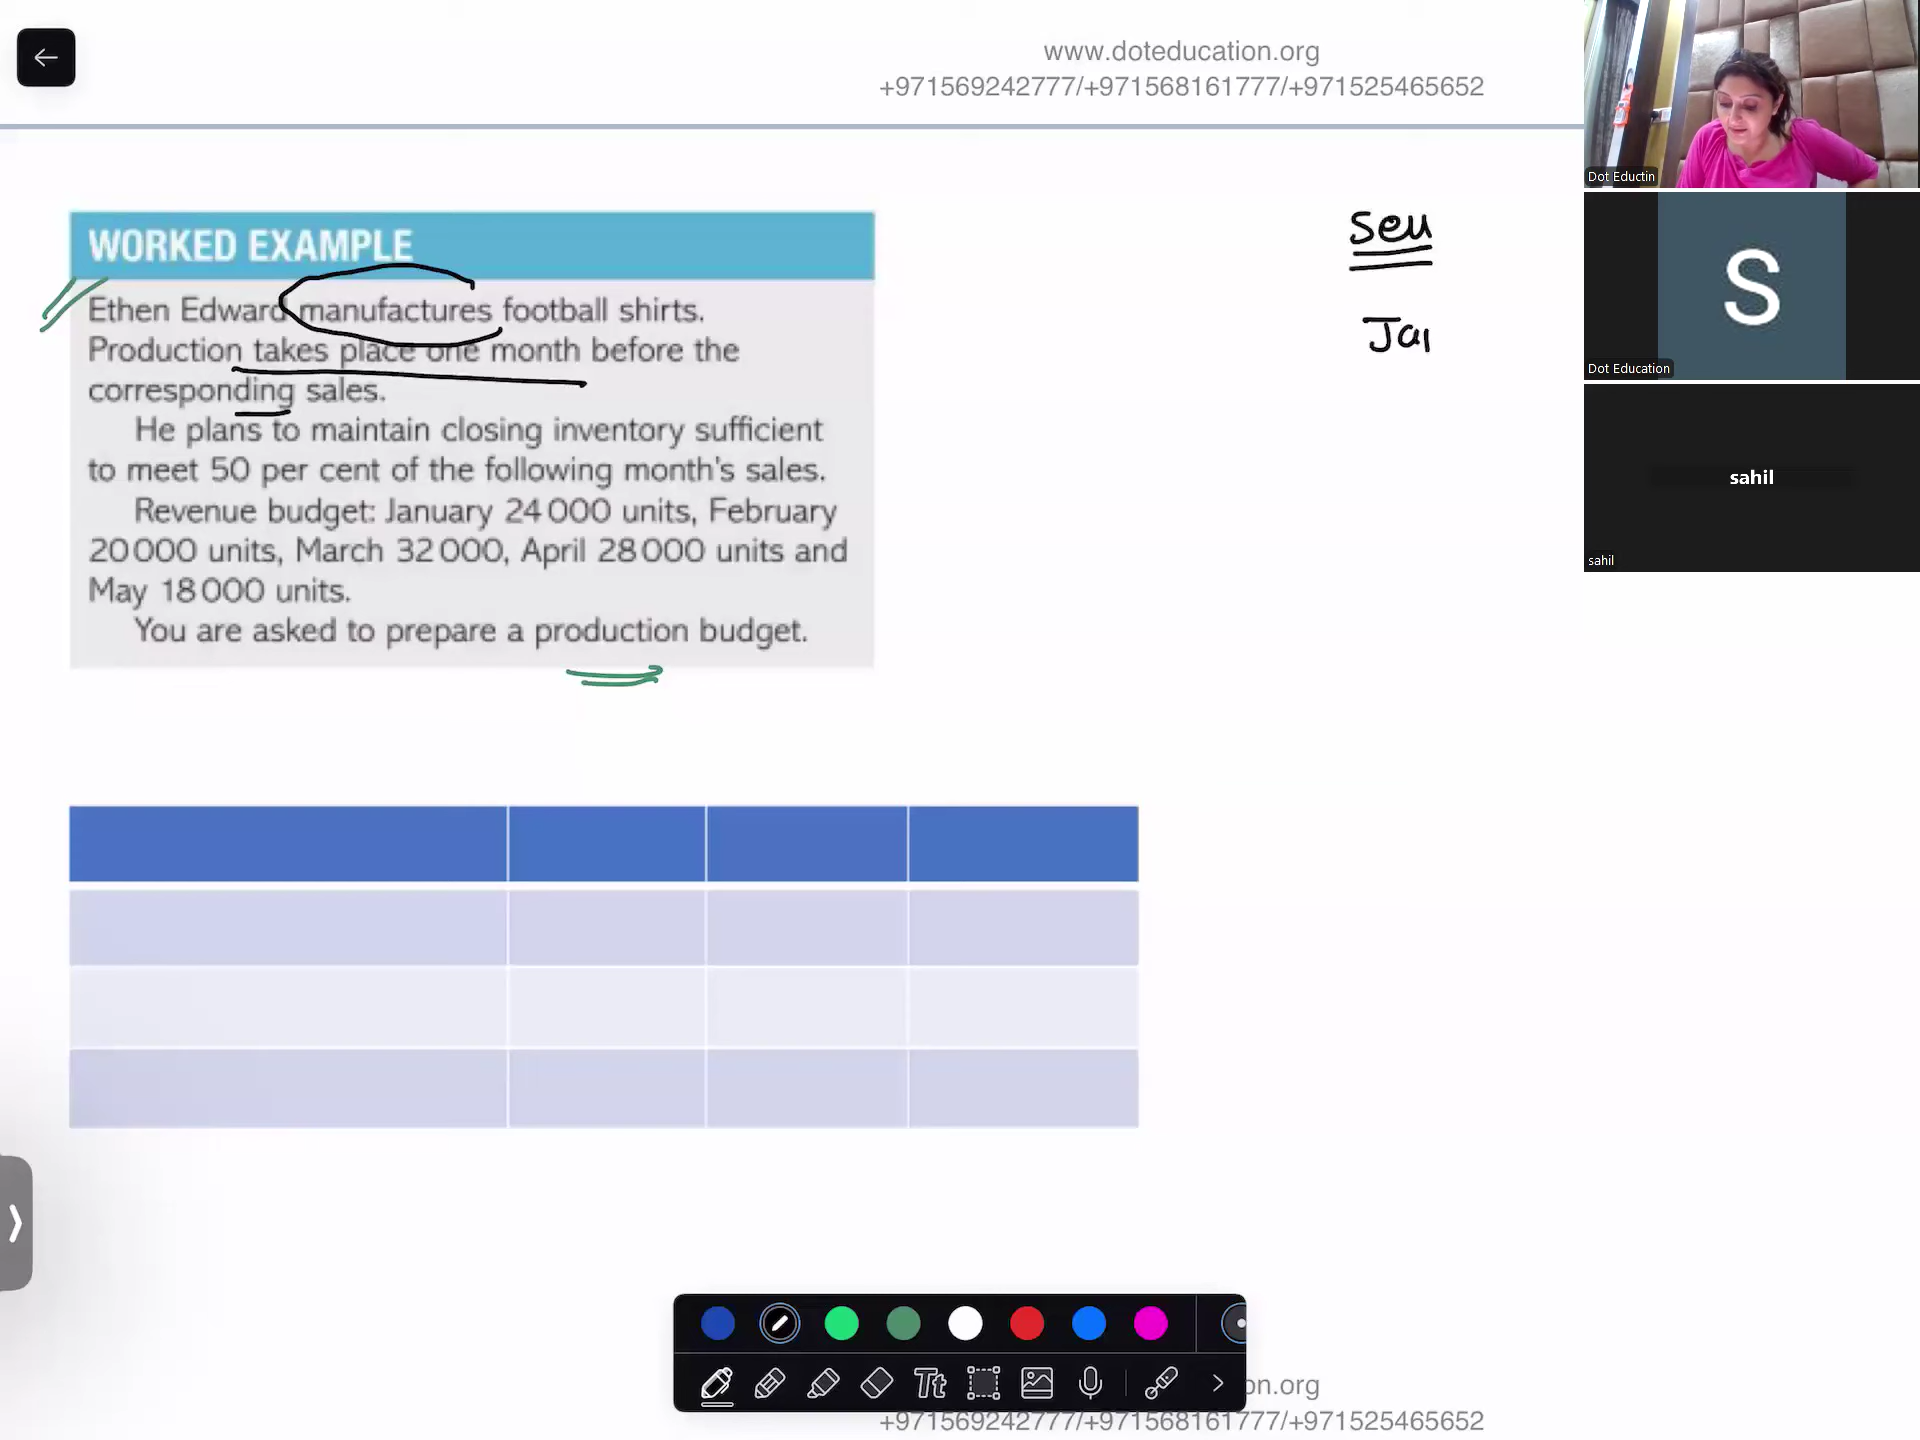 www.doteducation.org
+971569242777/+971568161777/+971525465652
WORKED EXAMPLE
Ethen Edward manufactures football shirts.
Production takes place one month before the
corresponding sales.
He plans to maintain closing inventory sufficient
to meet 50 per cent of the following month's sales.
Revenue budget: January 24 000 units, February
20 000 units, March 32 000, April 28 000 units and
May 18 000 units.
You are asked to prepare a production budget.
Sell
Jan
Dot Eductin
S
Dot Education
sahil
sahil
Tt
on.org
+971569242777/+971568161777/+971525465652